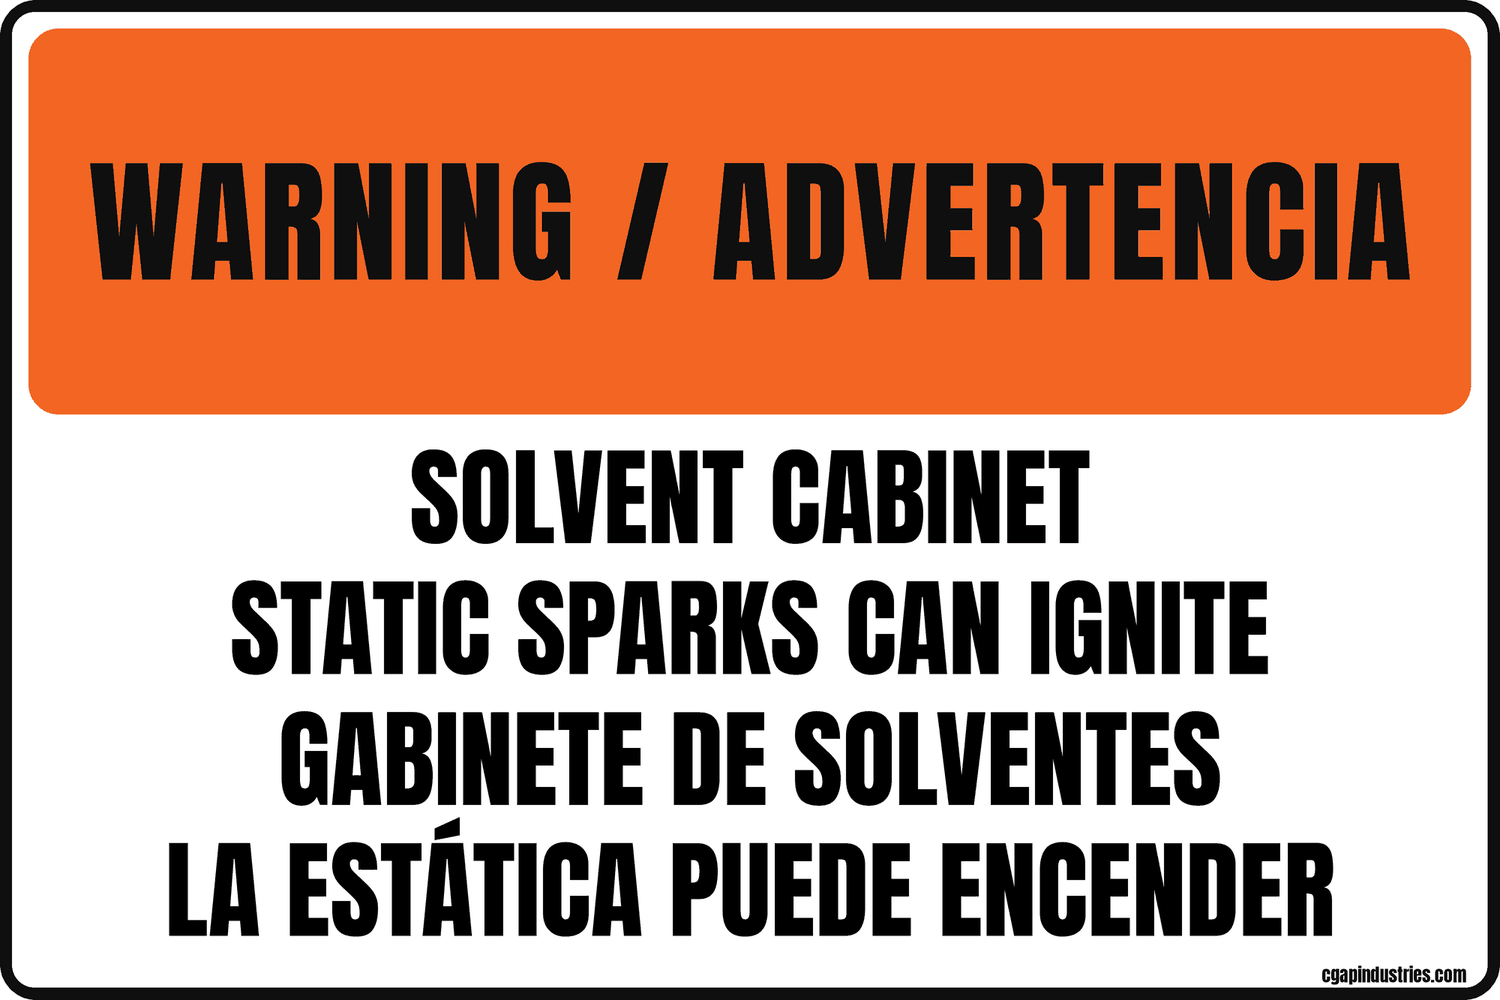 WARNING / ADVERTENCIA
SOLVENT CABINET
STATIC SPARKS CAN IGNITE
GABINETE DE SOLVENTES
LA ESTÁTICA PUEDE ENCENDER
cgapindustries.com